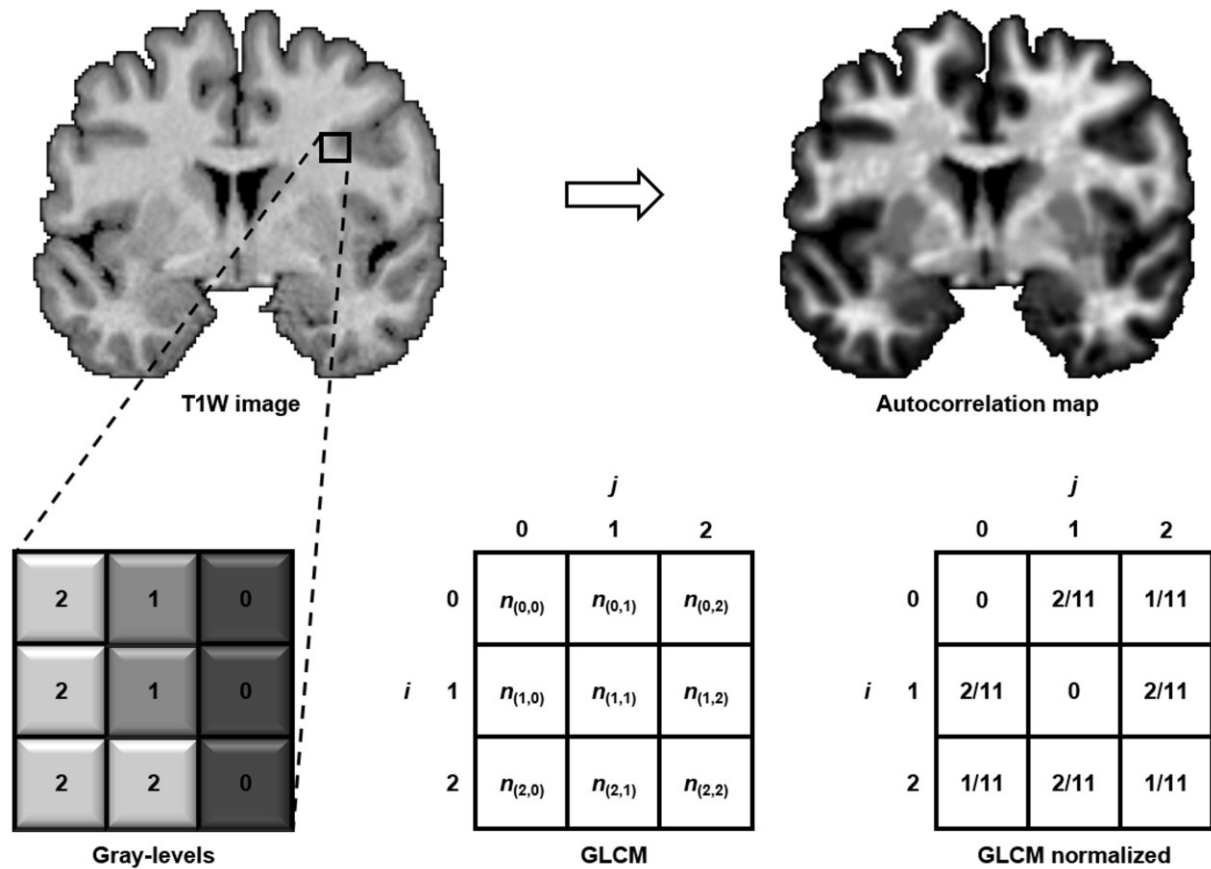 T1W image
Autocorrelation map
2 1 0
2 1 0
2 2 0
Gray-levels
j
0 1 2
0 n(0,0) n(0,1) n(0,2)
i 1 n(1,0) n(1,1) n(1,2)
2 n(2,0) n(2,1) n(2,2)
GLCM
j
0 1 2
0 0 2/11 1/11
i 1 2/11 0 2/11
2 1/11 2/11 1/11
GLCM normalized